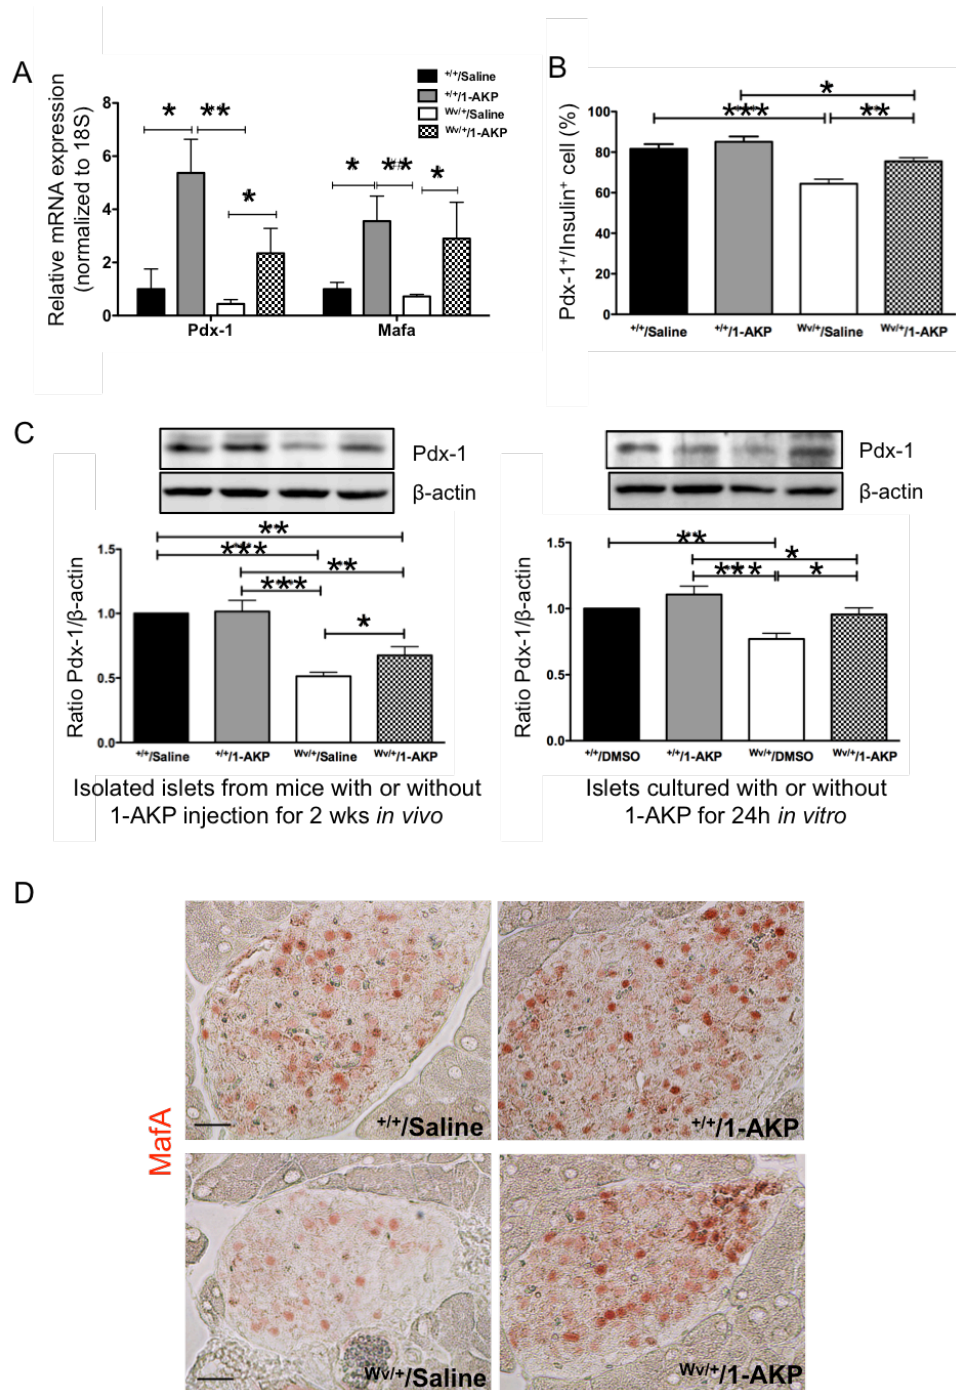 A
Relative mRNA expression
(normalized to 18S)
+/+/Saline
+/+/1-AKP
Wv/+/Saline
Wv/+/1-AKP
8
6
4
2
0
* ** *
* ** *
Pdx-1 Mafa
B
Pdx-1+/Insulin+ cell (%)
100
80
60
40
20
0
*
*** **
+/+/Saline +/+/1-AKP Wv/+/Saline Wv/+/1-AKP
C
Pdx-1
β-actin
Ratio Pdx-1/β-actin
1.5
1.0
0.5
0.0
**
***
**
***
*
+/+/Saline +/+/1-AKP Wv/+/Saline Wv/+/1-AKP
Isolated islets from mice with or without
1-AKP injection for 2 wks in vivo
Pdx-1
β-actin
Ratio Pdx-1/β-actin
1.5
1.0
0.5
0.0
**
*
*** *
+/+/DMSO +/+/1-AKP Wv/+/DMSO Wv/+/1-AKP
Islets cultured with or without
1-AKP for 24h in vitro
D
MafA
+/+/Saline
+/+/1-AKP
Wv/+/Saline
Wv/+/1-AKP